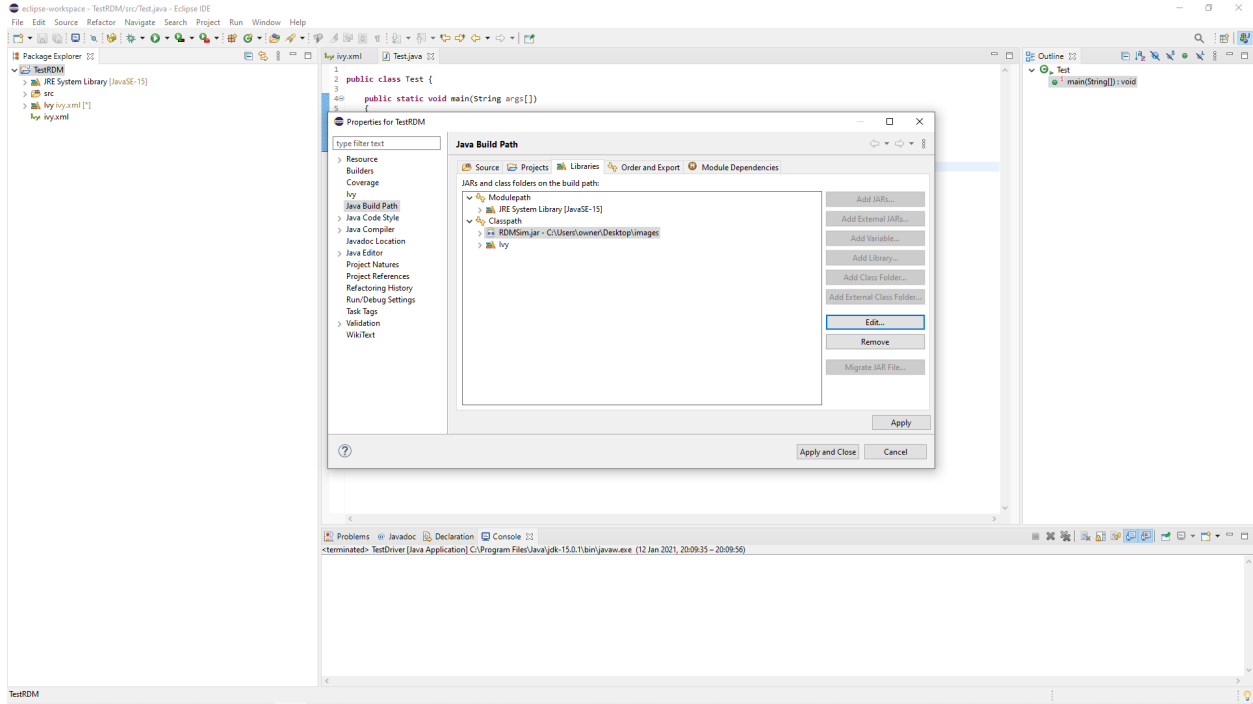 eclipse-workspace - TestRDM/src/Test.java - Eclipse IDE
File Edit Source Refactor Navigate Search Project Run Window Help
Package Explorer
TestRDM
JRE System Library [JavaSE-15]
src
Ivy ivy.xml [*]
ivy.xml
ivy.xml Test.java
1
2 public class Test {
3
4 public static void main(String args[])
5 {
Outline
Test
main(String[]) : void
Properties for TestRDM
type filter text
Resource
Builders
Coverage
Ivy
Java Build Path
Java Code Style
Java Compiler
Javadoc Location
Java Editor
Project Natures
Project References
Refactoring History
Run/Debug Settings
Task Tags
Validation
WikiText
Java Build Path
Source Projects Libraries Order and Export Module Dependencies
JARs and class folders on the build path:
Modulepath
JRE System Library [JavaSE-15]
Classpath
RDMSim.jar - C:\Users\owner\Desktop\images
Ivy
Add JARs...
Add External JARs...
Add Variable...
Add Library...
Add Class Folder...
Add External Class Folder...
Edit...
Remove
Migrate JAR File...
Apply
Apply and Close Cancel
Problems Javadoc Declaration Console
<terminated> TestDriver [Java Application] C:\Program Files\Java\jdk-15.0.1\bin\javaw.exe (12 Jan 2021, 20:09:35 – 20:09:56)
TestRDM